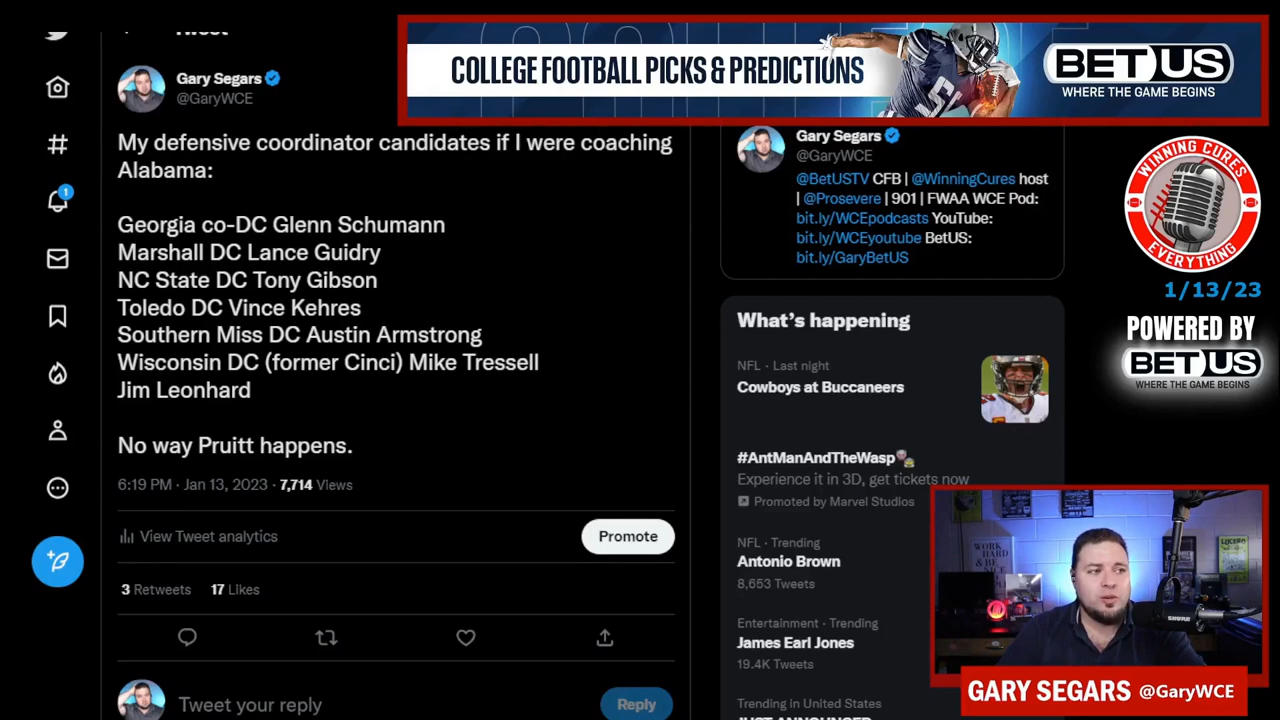 Tweet
Gary Segars
@GaryWCE
My defensive coordinator candidates if I were coaching
Alabama:
Georgia co-DC Glenn Schumann
Marshall DC Lance Guidry
NC State DC Tony Gibson
Toledo DC Vince Kehres
Southern Miss DC Austin Armstrong
Wisconsin DC (former Cinci) Mike Tressell
Jim Leonhard
No way Pruitt happens.
6:19 PM · Jan 13, 2023 · 7,714 Views
View Tweet analytics
Promote
3 Retweets 17 Likes
Tweet your reply
Reply
1
COLLEGE FOOTBALL PICKS & PREDICTIONS
BETUS
WHERE THE GAME BEGINS
Gary Segars
@GaryWCE
@BetUSTV CFB | @WinningCures host
| @Prosevere | 901 | FWAA WCE Pod:
bit.ly/WCEpodcasts YouTube:
bit.ly/WCEyoutube BetUS:
bit.ly/GaryBetUS
What's happening
NFL · Last night
Cowboys at Buccaneers
#AntManAndTheWasp
Experience it in 3D, get tickets now
Promoted by Marvel Studios
NFL · Trending
Antonio Brown
8,653 Tweets
Entertainment · Trending
James Earl Jones
19.4K Tweets
Trending in United States
JUST ANNOUNCED
WINNING CURES
EVERYTHING
1/13/23
POWERED BY
BETUS
WHERE THE GAME BEGINS
WORK
HARD
SHURE
GARY SEGARS @GaryWCE